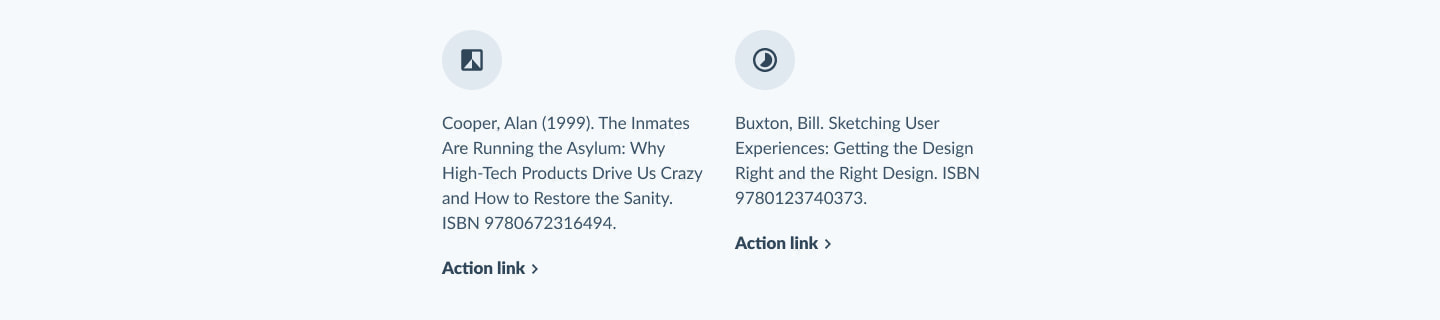 Cooper, Alan (1999). The Inmates
Are Running the Asylum: Why
High-Tech Products Drive Us Crazy
and How to Restore the Sanity.
ISBN 9780672316494.
Action link
Buxton, Bill. Sketching User
Experiences: Getting the Design
Right and the Right Design. ISBN
9780123740373.
Action link